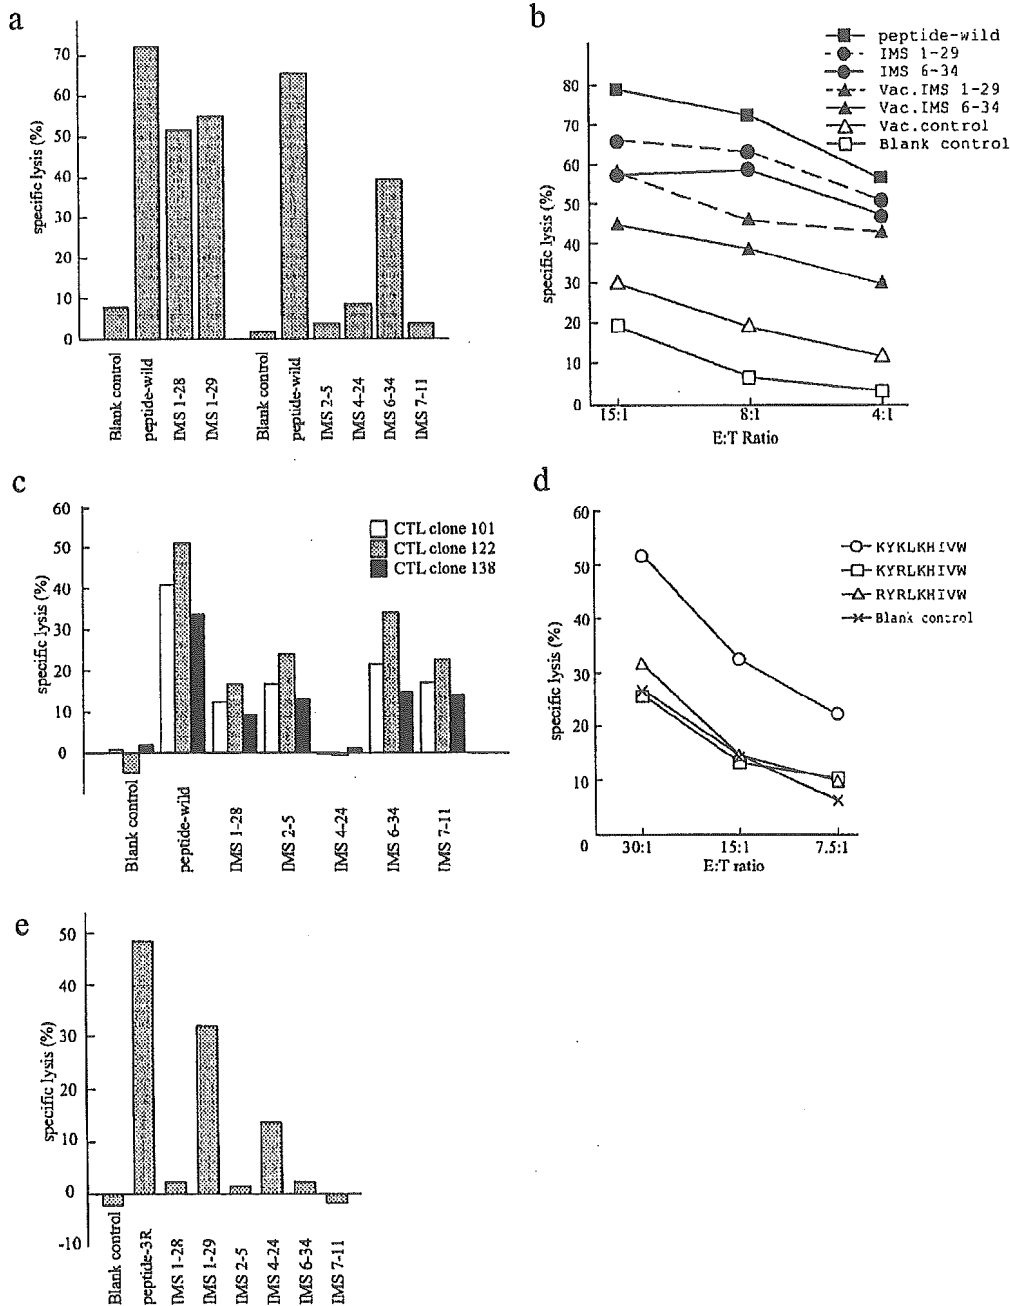 a
specific lysis (%)
70
60
50
40
30
20
10
0
Blank control
peptide-wild
IMS 1-28
IMS 1-29
Blank control
peptide-wild
IMS 2-5
IMS 4-24
IMS 6-34
IMS 7-11
b
peptide-wild
IMS 1-29
IMS 6-34
Vac.IMS 1-29
Vac.IMS 6-34
Vac.control
Blank control
specific lysis (%)
80
70
60
50
40
30
20
10
0
15:1
8:1
4:1
E:T Ratio
c
specific lysis (%)
60
50
40
30
20
10
0
CTL clone 101
CTL clone 122
CTL clone 138
Blank control
peptide-wild
IMS 1-28
IMS 2-5
IMS 4-24
IMS 6-34
IMS 7-11
d
specific lysis (%)
60
50
40
30
20
10
0
KYKLKHIVW
KYRLKHIVW
RYRLKHIVW
Blank control
30:1
15:1
7.5:1
E:T ratio
e
specific lysis (%)
50
40
30
20
10
0
-10
Blank control
peptide-3R
IMS 1-28
IMS 1-29
IMS 2-5
IMS 4-24
IMS 6-34
IMS 7-11